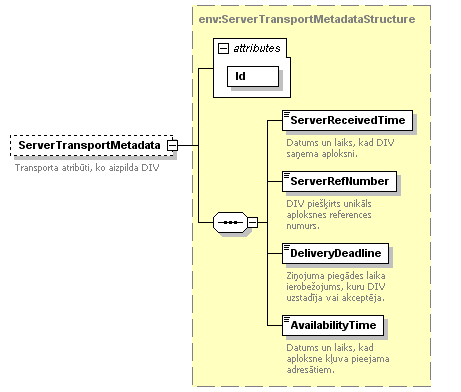 env:ServerTransportMetadataStructure
attributes
Id
ServerReceivedTime
Datums un laiks, kad DIV
saņema aploksni.
ServerTransportMetadata
Transporta atribūti, ko aizpilda DIV
ServerRefNumber
DIV piešķirts unikāls
aploksnes references
numurs.
DeliveryDeadline
Ziņojuma piegādes laika
ierobežojums, kuru DIV
uzstādīja vai akceptēja.
AvailabilityTime
Datums un laiks, kad
aploksne kļuva pieejama
adresātiem.